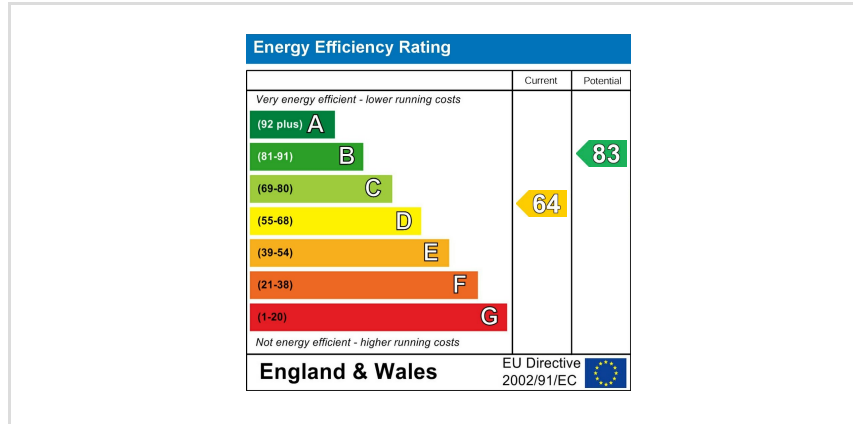 Energy Efficiency Rating
Current Potential
Very energy efficient - lower running costs
(92 plus) A
(81-91) B
83
(69-80) C
64
(55-68) D
(39-54) E
(21-38) F
(1-20) G
Not energy efficient - higher running costs
England & Wales
EU Directive
2002/91/EC